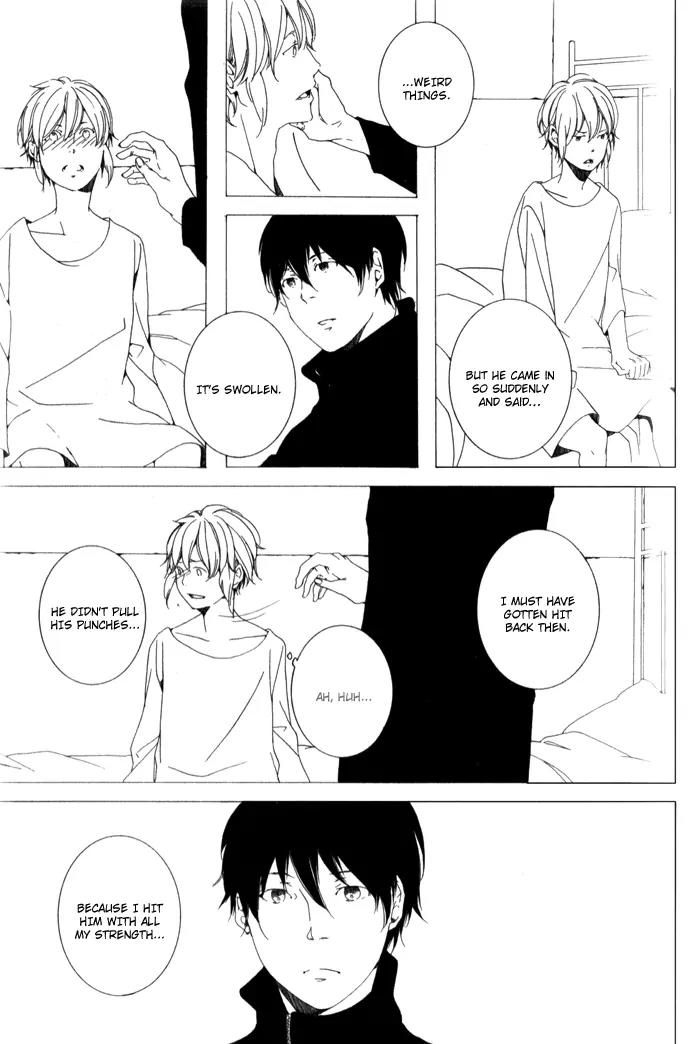 BUT HE CAME IN
SO SUDDENLY
AND SAID...
...WEIRD
THINGS.
IT'S SWOLLEN.
I MUST HAVE
GOTTEN HIT
BACK THEN.
AH, HUH...
HE DIDN'T PULL
HIS PUNCHES...
BECAUSE I HIT
HIM WITH ALL
MY STRENGTH...